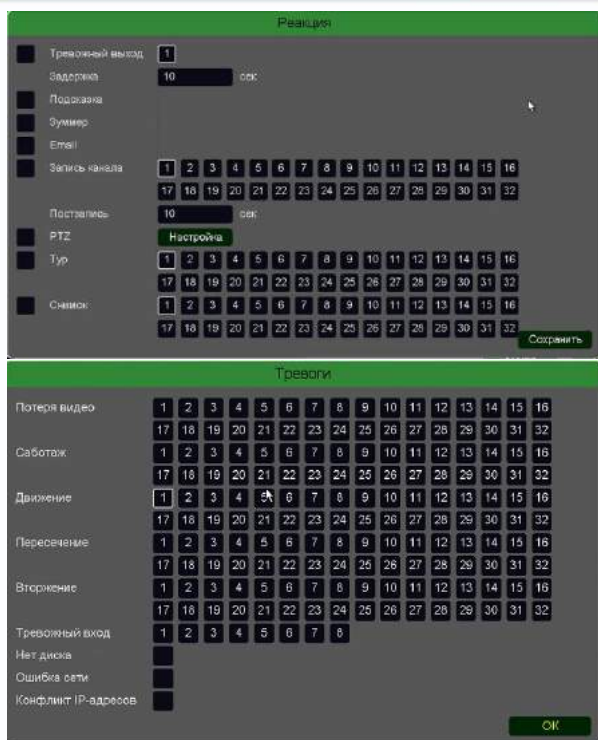 Реакция
Тревожный выход 1
Задержка 10 сек
Подсказка
Зуммер
Email
Запись канала 1 2 3 4 5 6 7 8 9 10 11 12 13 14 15 16
17 18 19 20 21 22 23 24 25 26 27 28 29 30 31 32
Постзапись 10 сек
PTZ Настройка
Тур 1 2 3 4 5 6 7 8 9 10 11 12 13 14 15 16
17 18 19 20 21 22 23 24 25 26 27 28 29 30 31 32
Снимок 1 2 3 4 5 6 7 8 9 10 11 12 13 14 15 16
17 18 19 20 21 22 23 24 25 26 27 28 29 30 31 32
Сохранить
Тревоги
Потеря видео 1 2 3 4 5 6 7 8 9 10 11 12 13 14 15 16
17 18 19 20 21 22 23 24 25 26 27 28 29 30 31 32
Саботаж 1 2 3 4 5 6 7 8 9 10 11 12 13 14 15 16
17 18 19 20 21 22 23 24 25 26 27 28 29 30 31 32
Движение 1 2 3 4 5 6 7 8 9 10 11 12 13 14 15 16
17 18 19 20 21 22 23 24 25 26 27 28 29 30 31 32
Пересечение 1 2 3 4 5 6 7 8 9 10 11 12 13 14 15 16
17 18 19 20 21 22 23 24 25 26 27 28 29 30 31 32
Вторжение 1 2 3 4 5 6 7 8 9 10 11 12 13 14 15 16
17 18 19 20 21 22 23 24 25 26 27 28 29 30 31 32
Тревожный вход 1 2 3 4 5 6 7 8
Нет диска
Ошибка сети
Конфликт IP-адресов
OK